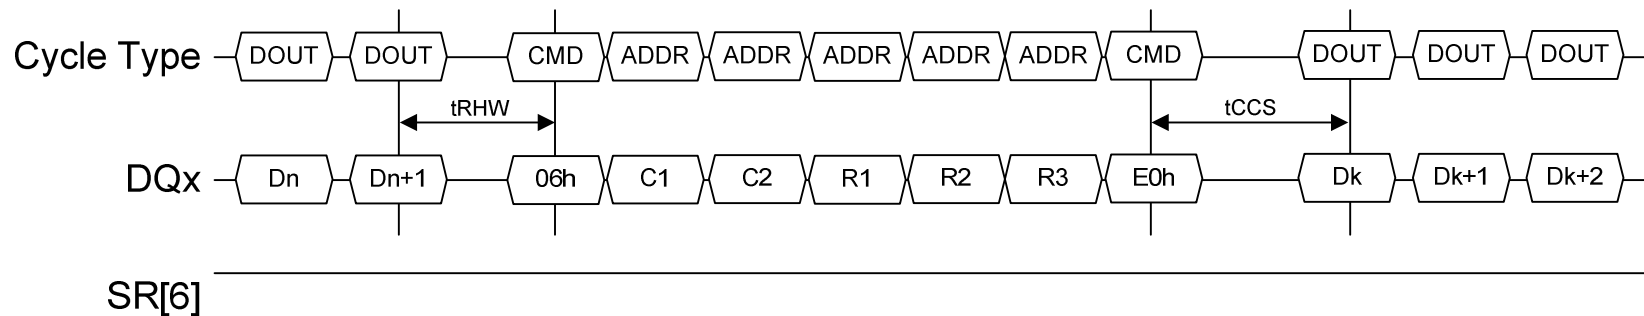 Cycle Type DOUT DOUT CMD ADDR ADDR ADDR ADDR ADDR CMD DOUT DOUT DOUT
tRHW tCCS
DQx Dn Dn+1 06h C1 C2 R1 R2 R3 E0h Dk Dk+1 Dk+2
SR[6]